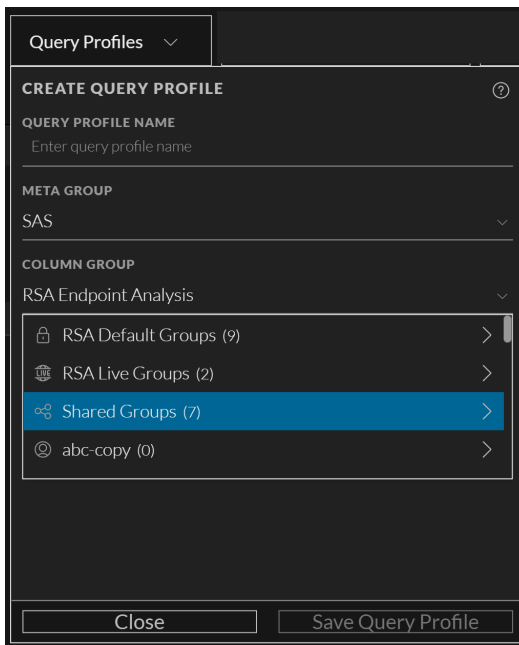 Query Profiles
CREATE QUERY PROFILE
QUERY PROFILE NAME
Enter query profile name
META GROUP
SAS
COLUMN GROUP
RSA Endpoint Analysis
RSA Default Groups (9)
LIVE RSA Live Groups (2)
Shared Groups (7)
abc-copy (0)
Close Save Query Profile